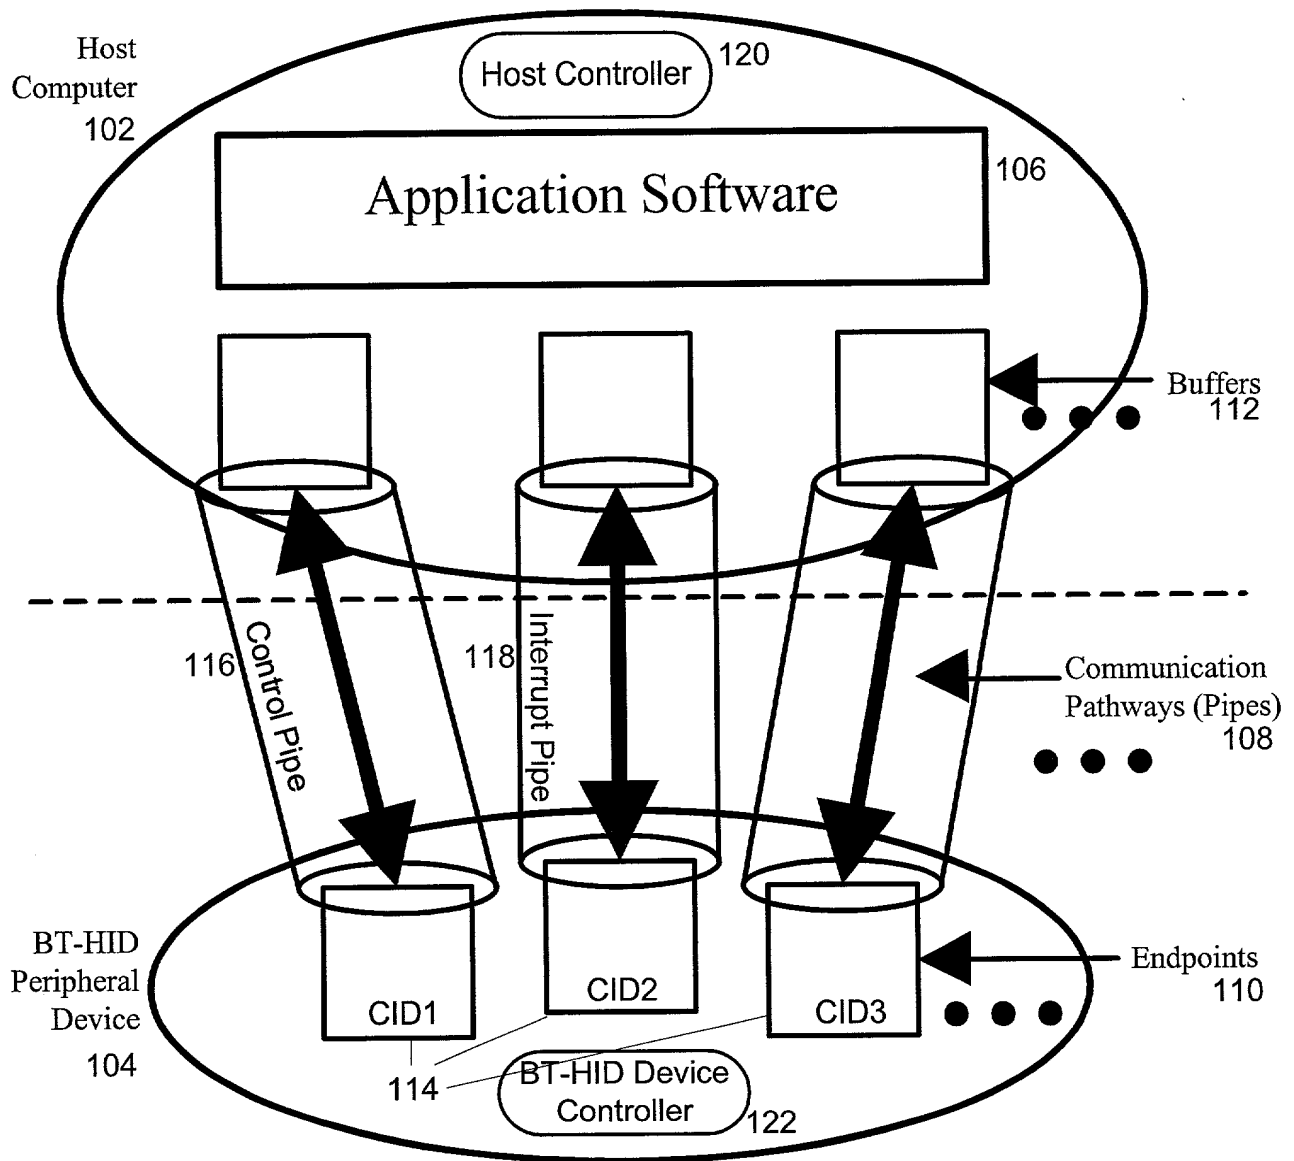 Host
Computer
102
Host Controller
120
Application Software
106
Buffers
112
116
Control Pipe
118
Interrupt Pipe
Communication
Pathways (Pipes)
108
BT-HID
Peripheral
Device
104
CID1
CID2
CID3
Endpoints
110
114
BT-HID Device
Controller
122